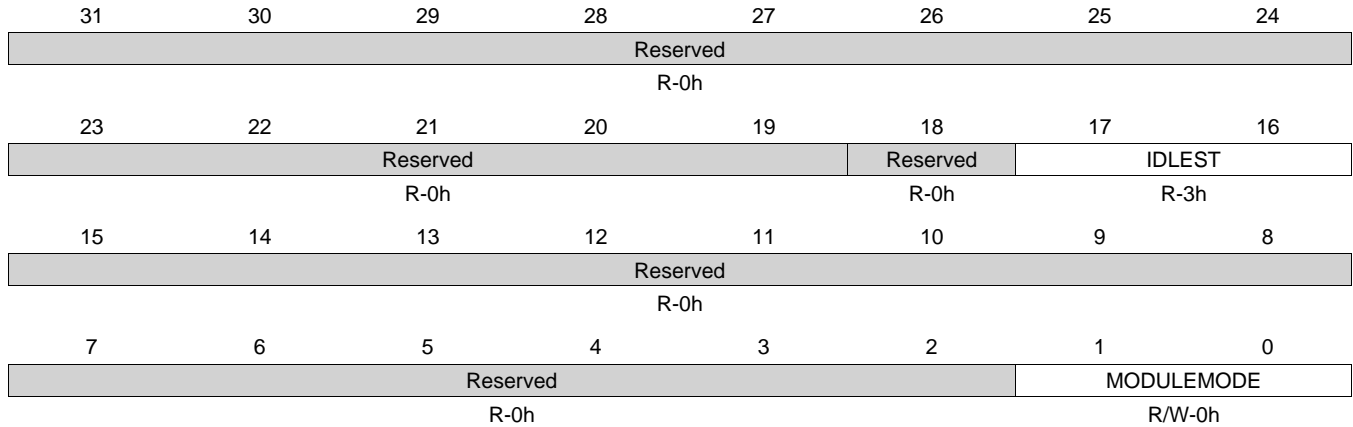 31 30 29 28 27 26 25 24
Reserved
R-0h
23 22 21 20 19 18 17 16
Reserved Reserved IDLEST
R-0h R-0h R-3h
15 14 13 12 11 10 9 8
Reserved
R-0h
7 6 5 4 3 2 1 0
Reserved MODULEMODE
R-0h R/W-0h